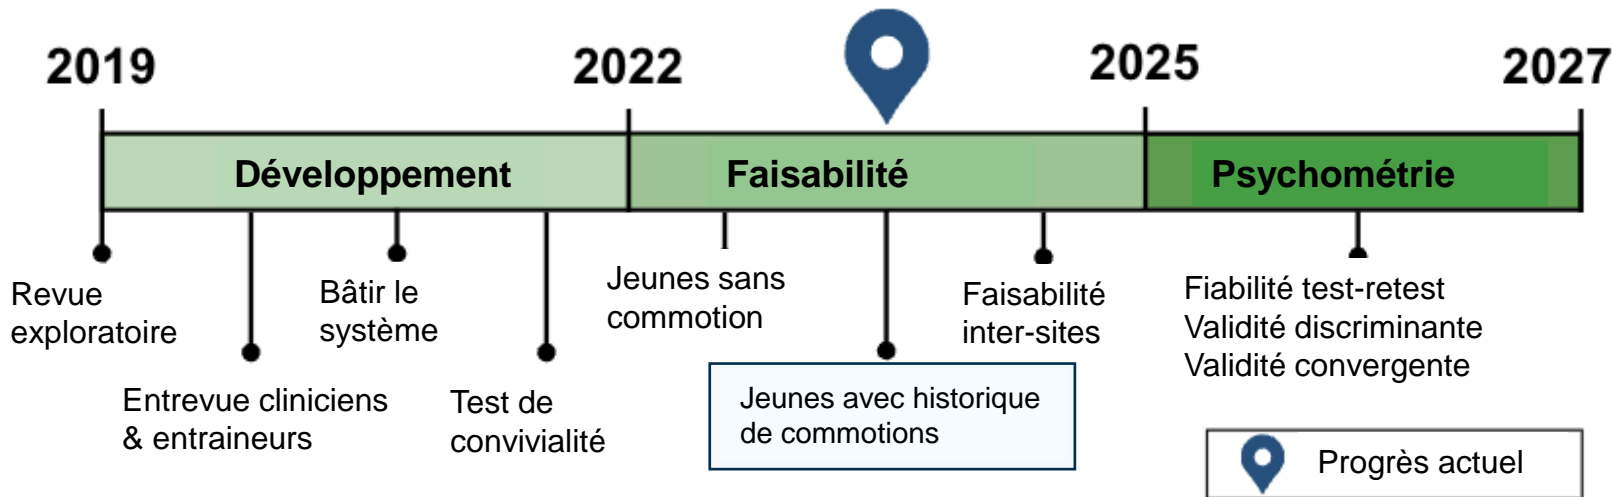 2019
2022
2025
2027
Développement
Faisabilité
Psychométrie
Revue
exploratoire
Entrevue cliniciens
& entraineurs
Bâtir le
système
Test de
convivialité
Jeunes sans
commotion
Jeunes avec historique
de commotions
Faisabilité
inter-sites
Fiabilité test-retest
Validité discriminante
Validité convergente
Progrès actuel